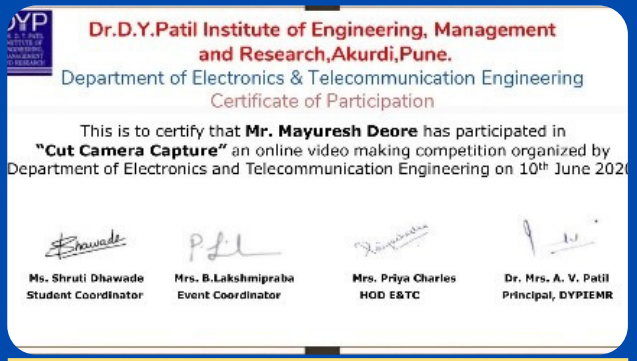 DYP
Dr.D.Y.Patil Institute of Engineering, Management
and Research,Akurdi,Pune.
Department of Electronics & Telecommunication Engineering
Certificate of Participation
This is to certify that Mr. Mayuresh Deore has participated in
“Cut Camera Capture” an online video making competition organized by
Department of Electronics and Telecommunication Engineering on 10th June 2020
Ms. Shruti Dhawade Mrs. B.Lakshmipraba Mrs. Priya Charles Dr. Mrs. A. V. Patil
Student Coordinator Event Coordinator HOD E&TC Principal, DYPIEMR